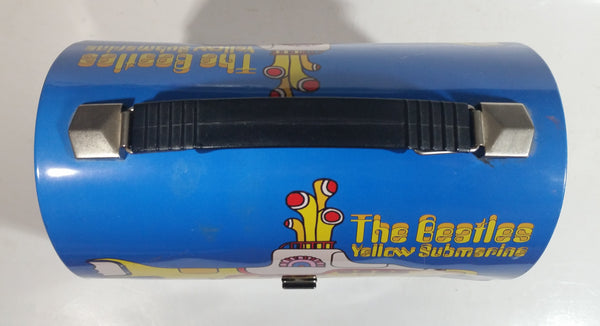 The Beatles
Yellow Submarine
The Beatles
Yellow Submarine